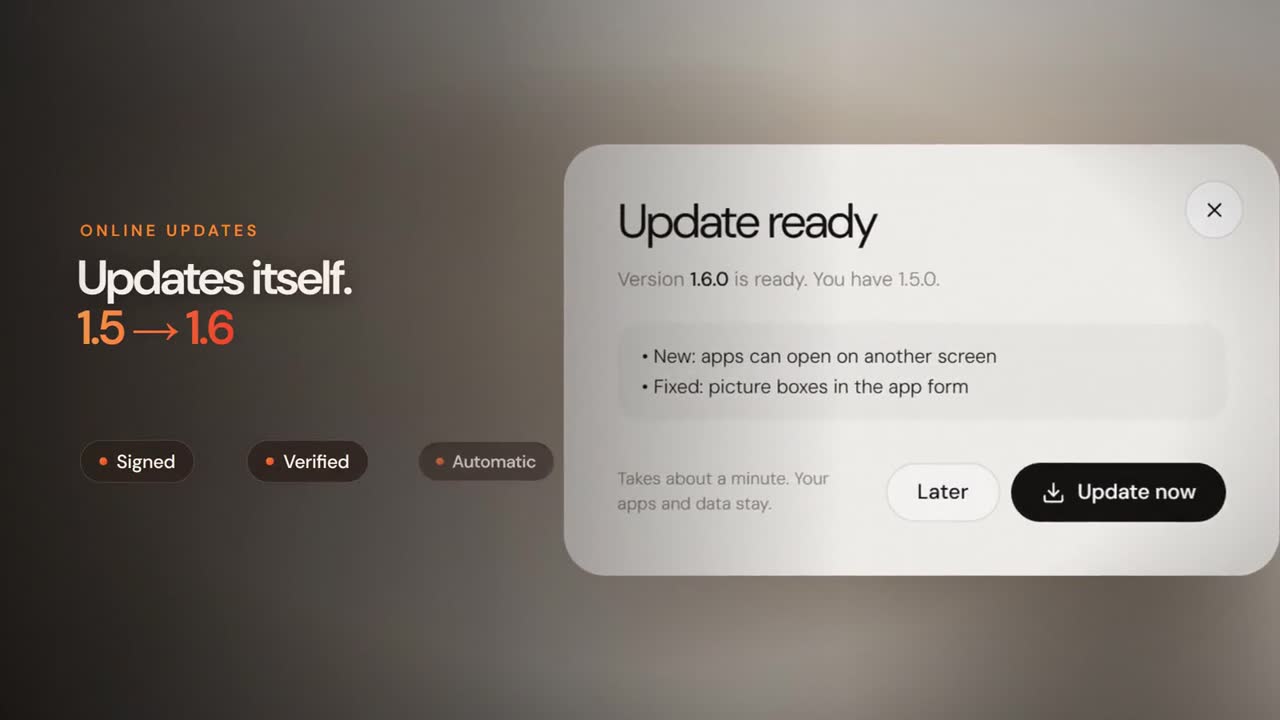 ONLINE UPDATES
Updates itself.
1.5 → 1.6
Signed
Verified
Automatic
Update ready
Version 1.6.0 is ready. You have 1.5.0.
• New: apps can open on another screen
• Fixed: picture boxes in the app form
Takes about a minute. Your
apps and data stay.
Later
Update now